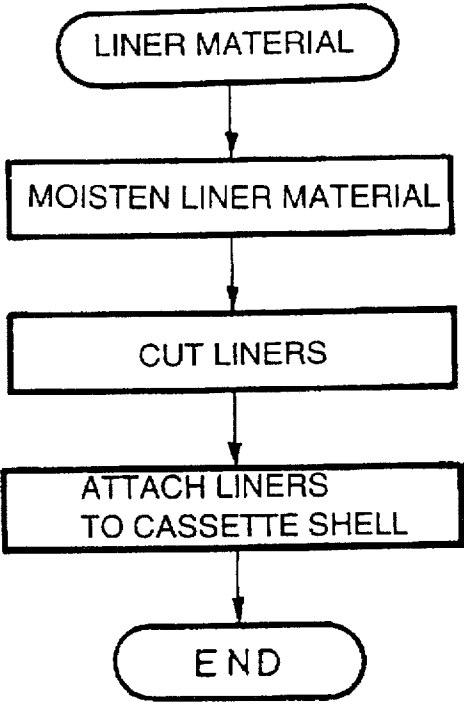 LINER MATERIAL
MOISTEN LINER MATERIAL
CUT LINERS
ATTACH LINERS
TO CASSETTE SHELL
END